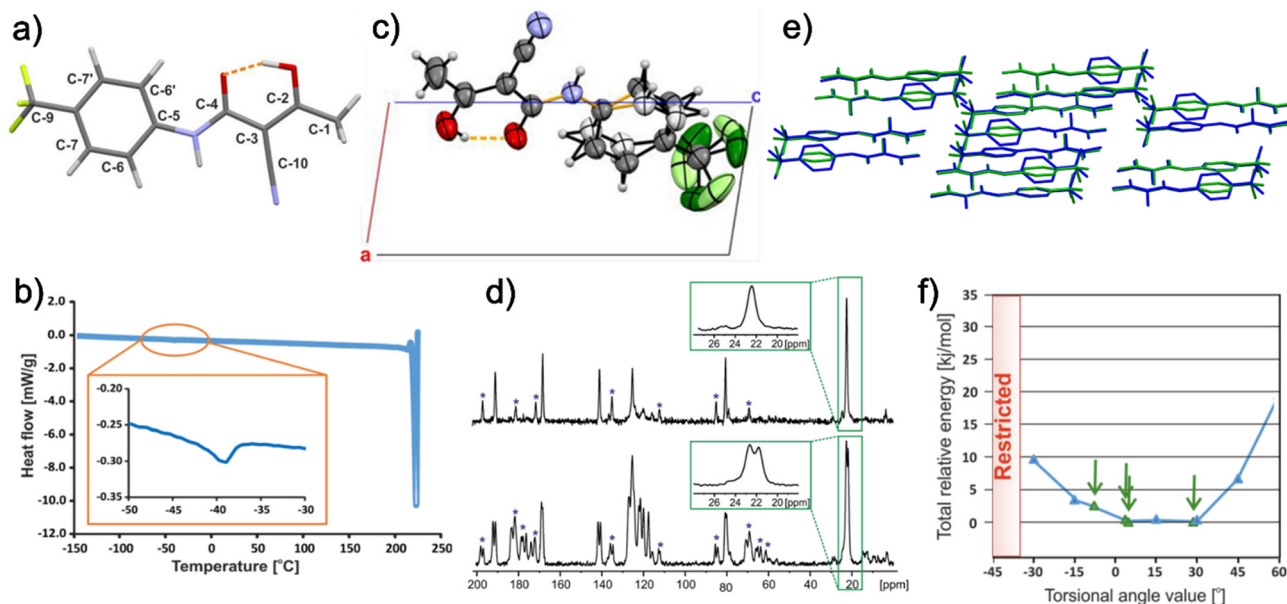 a)
C-7'
C-6'
C-4
C-2
C-9
C-5
C-7
C-3
C-1
C-6
C-10
c)
c
a
e)
b)
2.0
0.0
-2.0
-4.0
-6.0
-8.0
-10.0
-12.0
Heat flow [mW/g]
-0.20
-0.25
-0.30
-0.35
-50 -45 -40 -35 -30
-150 -100 -50 0 50 100 150 200 250
Temperature [°C]
d)
26 24 22 20 [ppm]
* * * * * * *
26 24 22 20 [ppm]
* * * * * * * * *
200 180 160 140 120 100 80 60 40 20 [ppm]
f)
Total relative energy [kj/mol]
35
30
25
20
15
10
5
0
Restricted
-45 -30 -15 0 15 30 45 60
Torsional angle value [°]